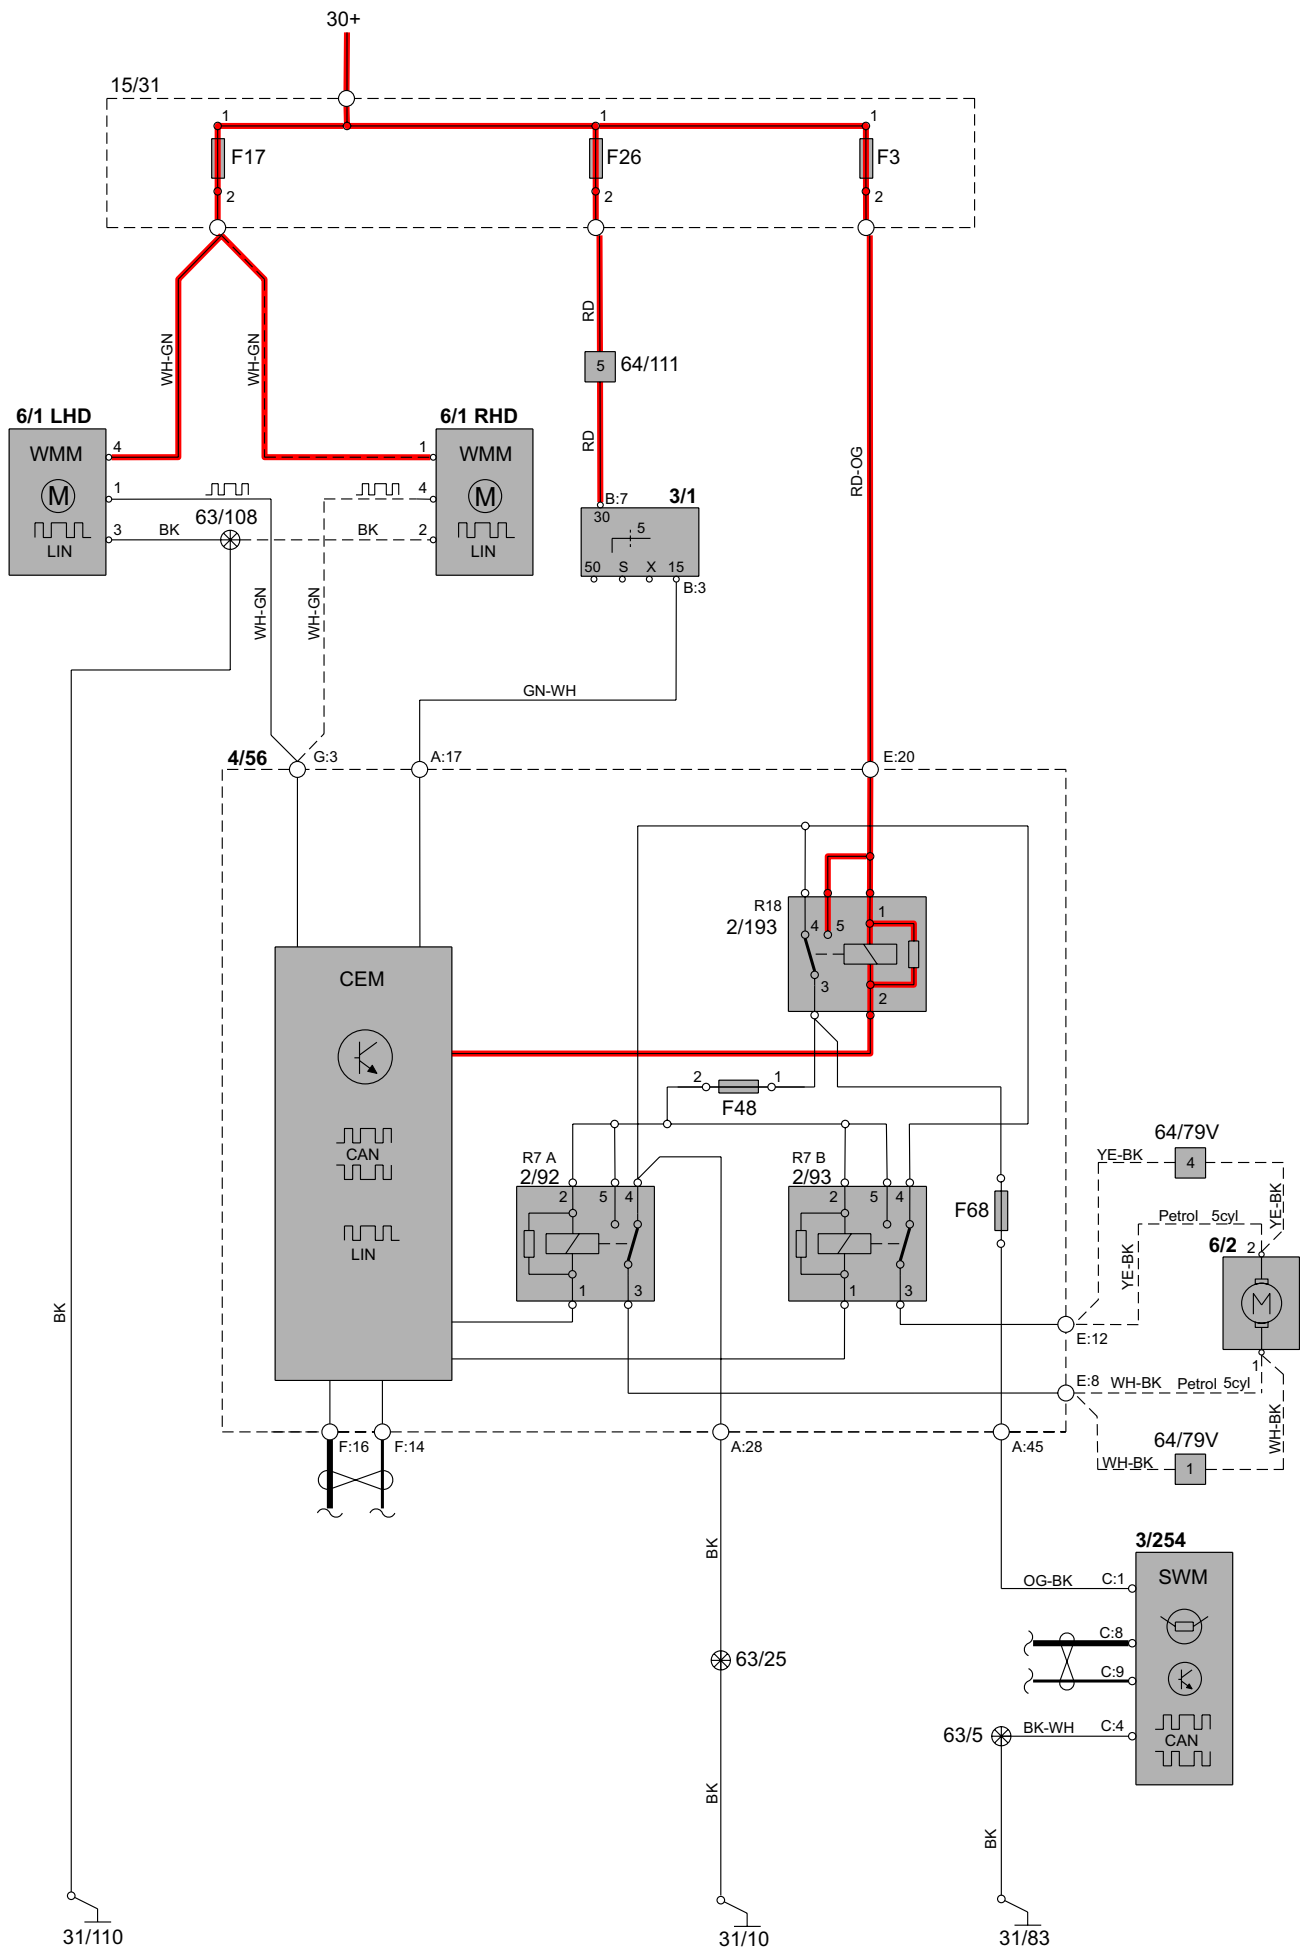 30+
15/31
1
1
1
F17
F26
F3
2
2
2
WH-GN
WH-GN
RD
5
64/111
RD
RD-OG
6/1 LHD
6/1 RHD
WMM
4
1
WMM
M
1
4
M
63/108
3
BK
BK
2
LIN
LIN
B:7
3/1
30
5
50
S
X
15
B:3
WH-GN
WH-GN
GN-WH
4/56
G:3
A:17
E:20
R18
2/193
4
5
1
3
2
CEM
CAN
LIN
2
1
F48
R7 A
2/92
2
5
4
1
3
R7 B
2/93
2
5
4
1
3
F68
64/79V
YE-BK
4
YE-BK
Petrol 5cyl
YE-BK
6/2
2
M
1
E:12
E:8
WH-BK
Petrol 5cyl
WH-BK
64/79V
WH-BK
1
BK
F:16
F:14
A:28
A:45
BK
63/25
BK
3/254
SWM
OG-BK
C:1
C:8
C:9
63/5
BK-WH
C:4
CAN
BK
31/110
31/10
31/83